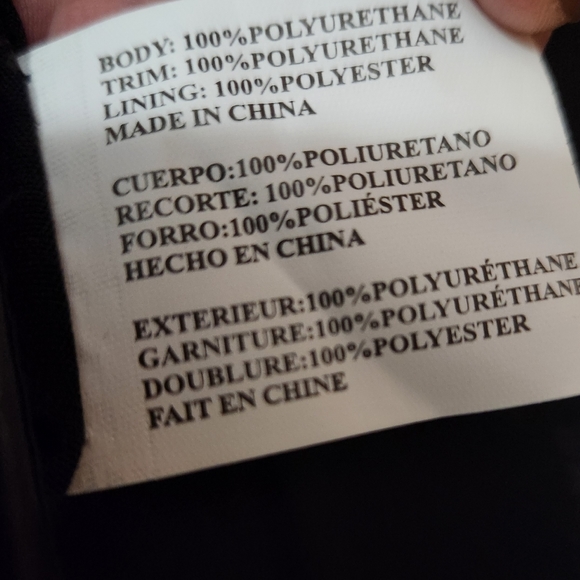 BODY: 100%POLYURETHANE
TRIM: 100%POLYURETHANE
LINING: 100%POLYESTER
MADE IN CHINA
CUERPO:100%POLIURETANO
RECORTE: 100%POLIURETANO
FORRO:100%POLIÉSTER
HECHO EN CHINA
EXTERIEUR:100%POLYURÉTHANE
GARNITURE:100%POLYURÉTHANE
DOUBLURE:100%POLYESTER
FAIT EN CHINE